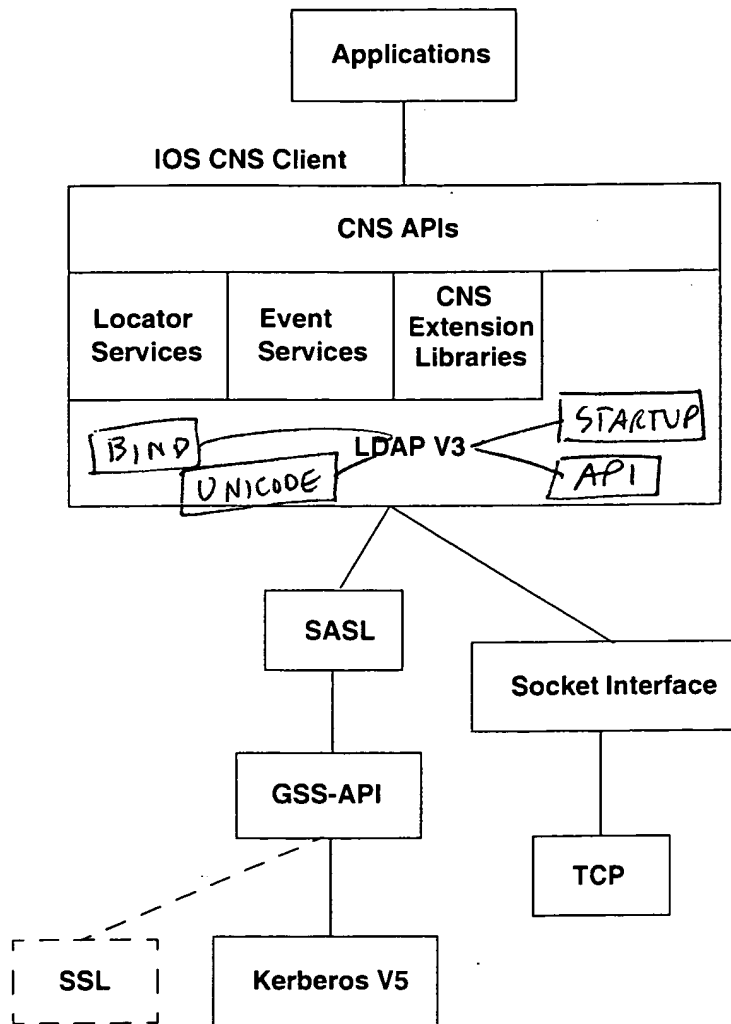 Applications
IOS CNS Client
CNS APIs
Locator
Services
Event
Services
CNS
Extension
Libraries
BIND
LDAP V3
STARTUP
UNICODE
API
SASL
Socket Interface
GSS-API
TCP
SSL
Kerberos V5